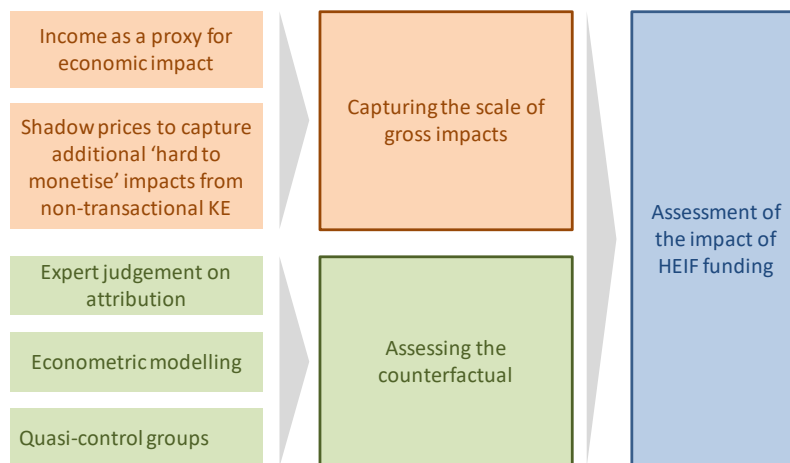 Income as a proxy for
economic impact
Shadow prices to capture
additional ‘hard to
monetise’ impacts from
non-transactional KE
Capturing the scale of
gross impacts
Expert judgement on
attribution
Econometric modelling
Quasi-control groups
Assessing the
counterfactual
Assessment of
the impact of
HEIF funding